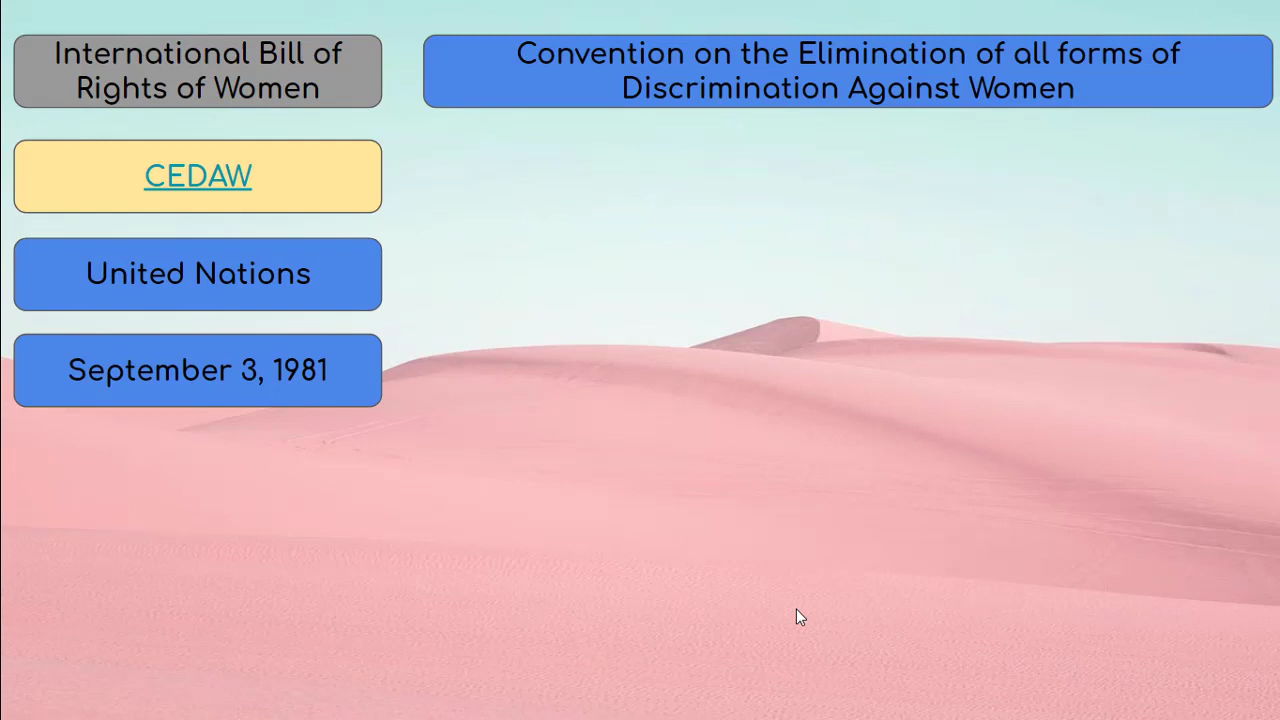 International Bill of
Rights of Women
Convention on the Elimination of all forms of
Discrimination Against Women
CEDAW
United Nations
September 3, 1981